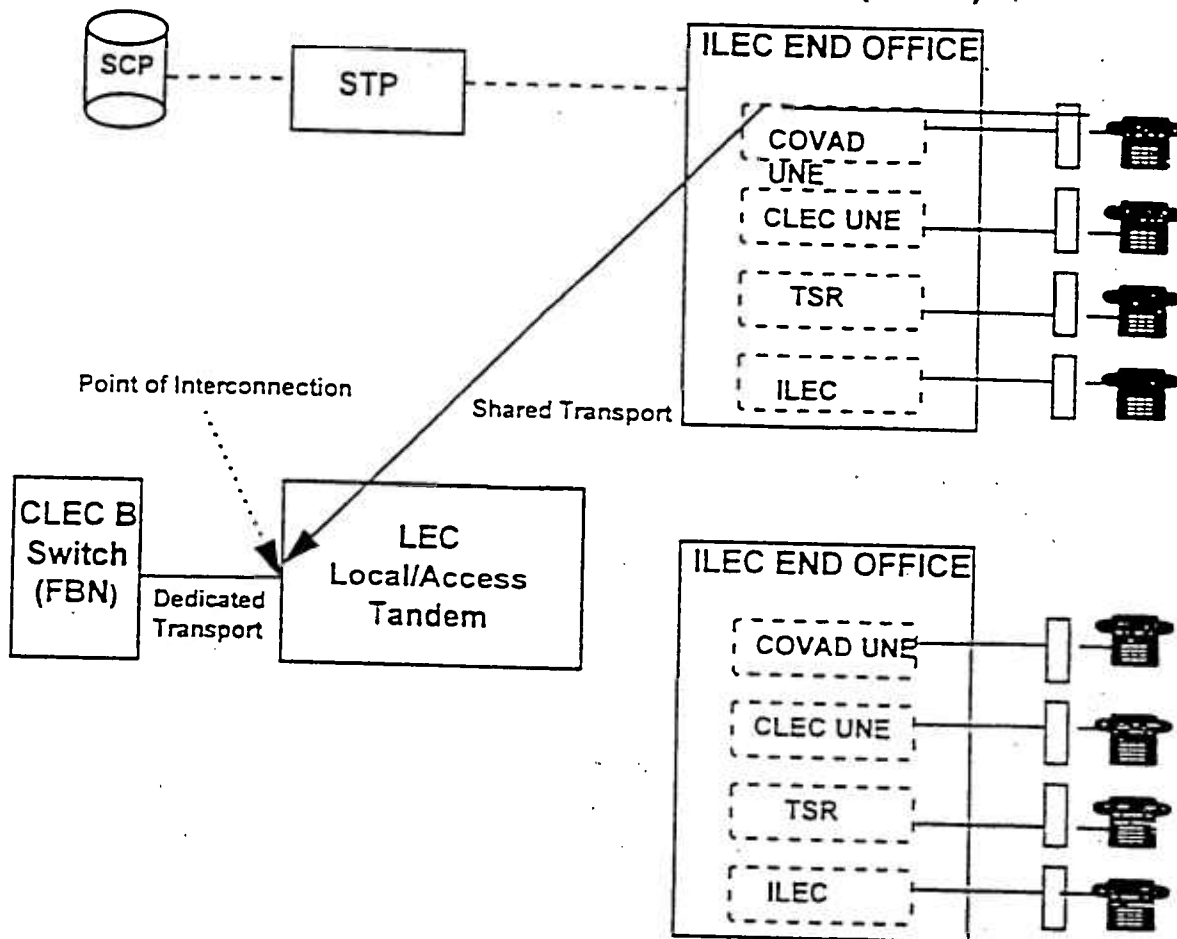 SCP
STP
ILEC END OFFICE
COVAD
UNE
CLEC UNE
TSR
ILEC
Point of Interconnection
Shared Transport
CLEC B
Switch
(FBN)
Dedicated
Transport
LEC
Local/Access
Tandem
ILEC END OFFICE
COVAD UNE
CLEC UNE
TSR
ILEC